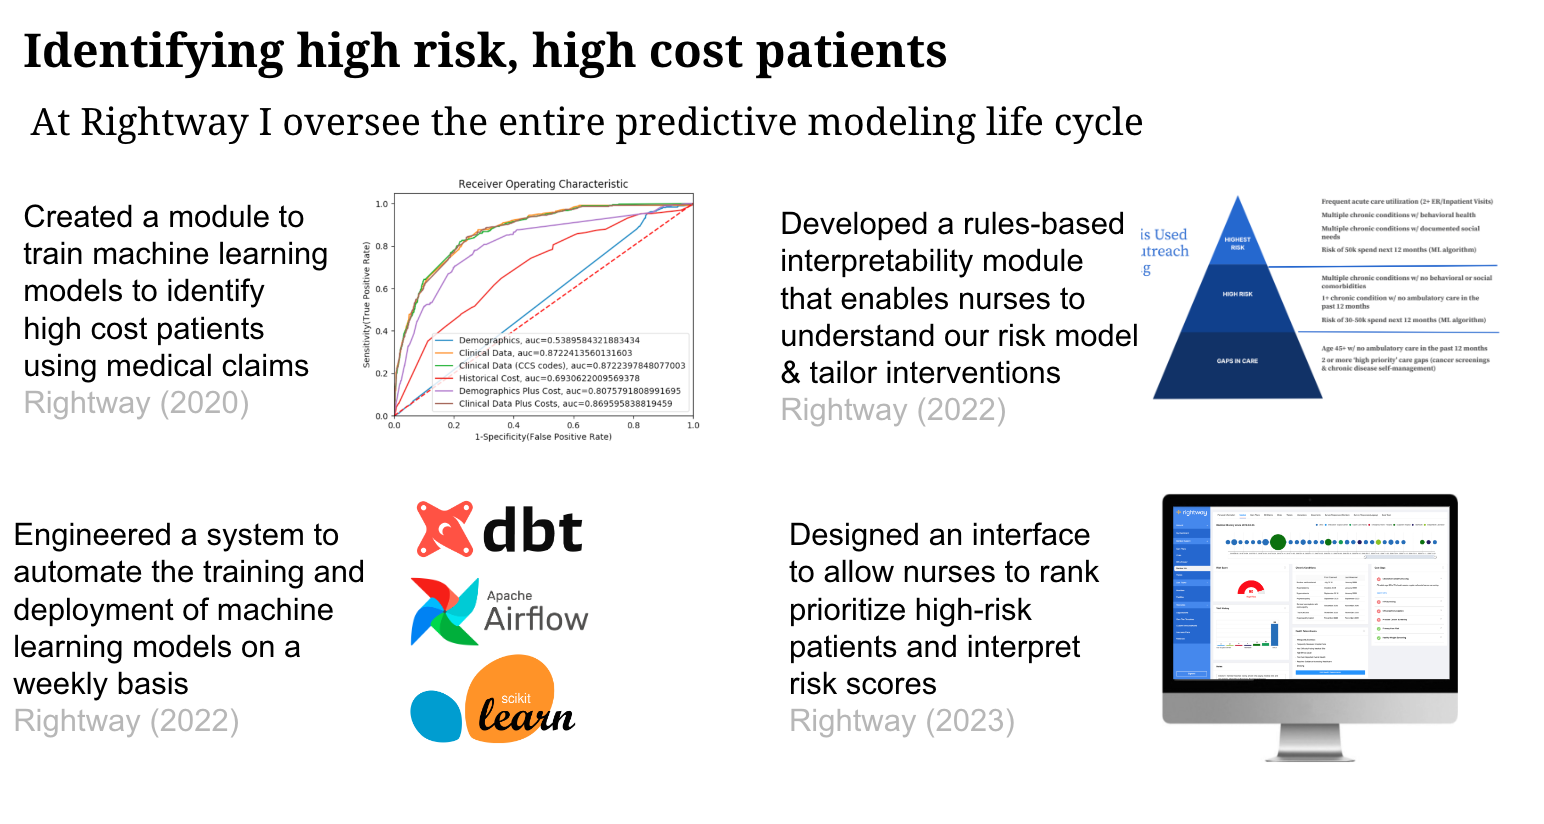 Identifying high risk, high cost patients
At Rightway I oversee the entire predictive modeling life cycle
Created a module to
train machine learning
models to identify
high cost patients
using medical claims
Rightway (2020)
Receiver Operating Characteristic
Sensitivity(True Positive Rate)
1.0
0.8
0.6
0.4
0.2
0.0
Demographics, auc=0.5389584321883434
Clinical Data, auc=0.8722413560131603
Clinical Data (CCS codes), auc=0.8722397848077003
Historical Cost, auc=0.6930622009569378
Demographics Plus Cost, auc=0.8075791808991695
Clinical Data Plus Costs, auc=0.869595838819459
0.0 0.2 0.4 0.6 0.8 1.0
1-Specificity(False Positive Rate)
Developed a rules-based
interpretability module
that enables nurses to
understand our risk model
& tailor interventions
Rightway (2022)
is Used
utreach
g
HIGHEST
RISK
HIGH RISK
GAPS IN CARE
Frequent acute care utilization (2+ ER/Inpatient Visits)
Multiple chronic conditions w/ behavioral health
Multiple chronic conditions w/ documented social
needs
Risk of 50k spend next 12 months (ML algorithm)
Multiple chronic conditions w/ no behavioral or social
comorbidities
1+ chronic condition w/ no ambulatory care in the
past 12 months
Risk of 30-50k spend next 12 months (ML algorithm)
Age 45+ w/ no ambulatory care in the past 12 months
2 or more 'high priority' care gaps (cancer screenings
& chronic disease self-management)
Engineered a system to
automate the training and
deployment of machine
learning models on a
weekly basis
Rightway (2022)
dbt
Apache
Airflow
scikit
learn
Designed an interface
to allow nurses to rank
prioritize high-risk
patients and interpret
risk scores
Rightway (2023)
rightway